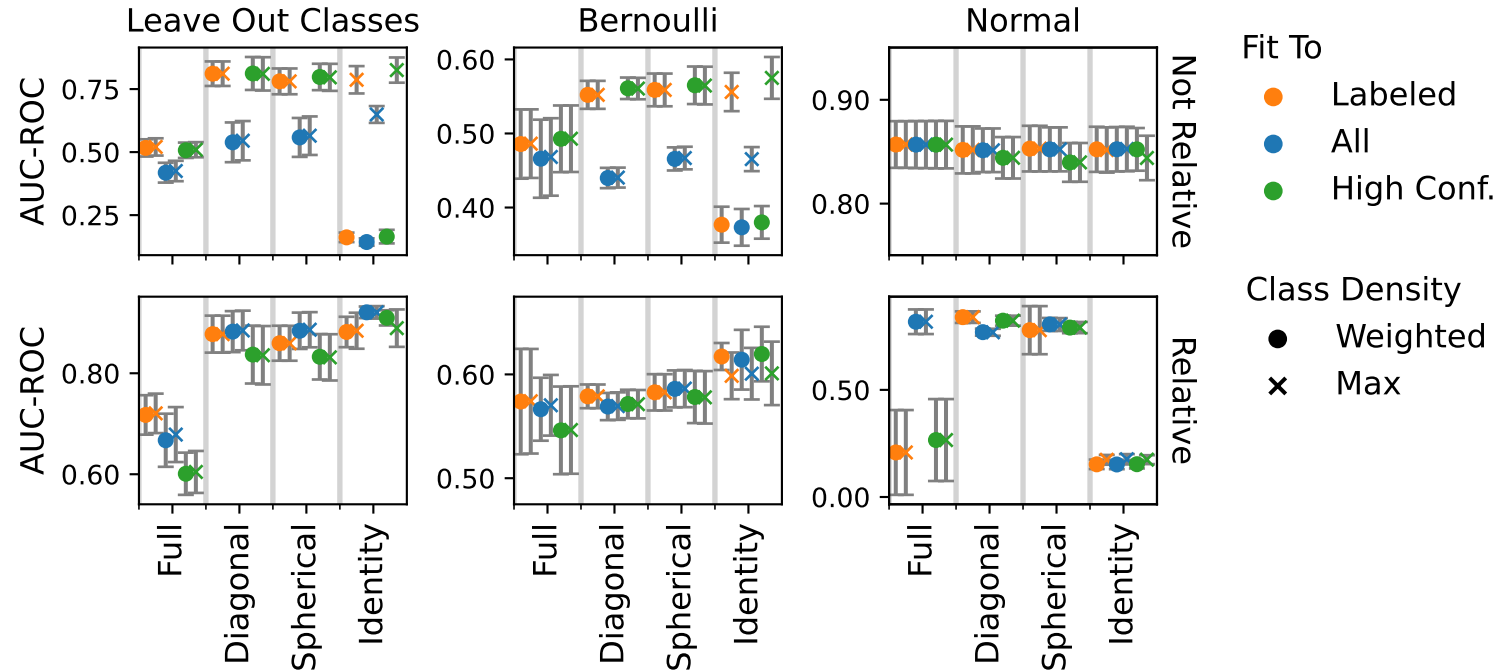 Leave Out Classes
Bernoulli
Normal
AUC-ROC
0.75
0.50
0.25
0.60
0.50
0.40
0.90
0.80
Not Relative
AUC-ROC
0.80
0.60
0.60
0.50
0.50
0.00
Relative
Full
Diagonal
Spherical
Identity
Full
Diagonal
Spherical
Identity
Full
Diagonal
Spherical
Identity
Fit To
Labeled
All
High Conf.
Class Density
Weighted
Max